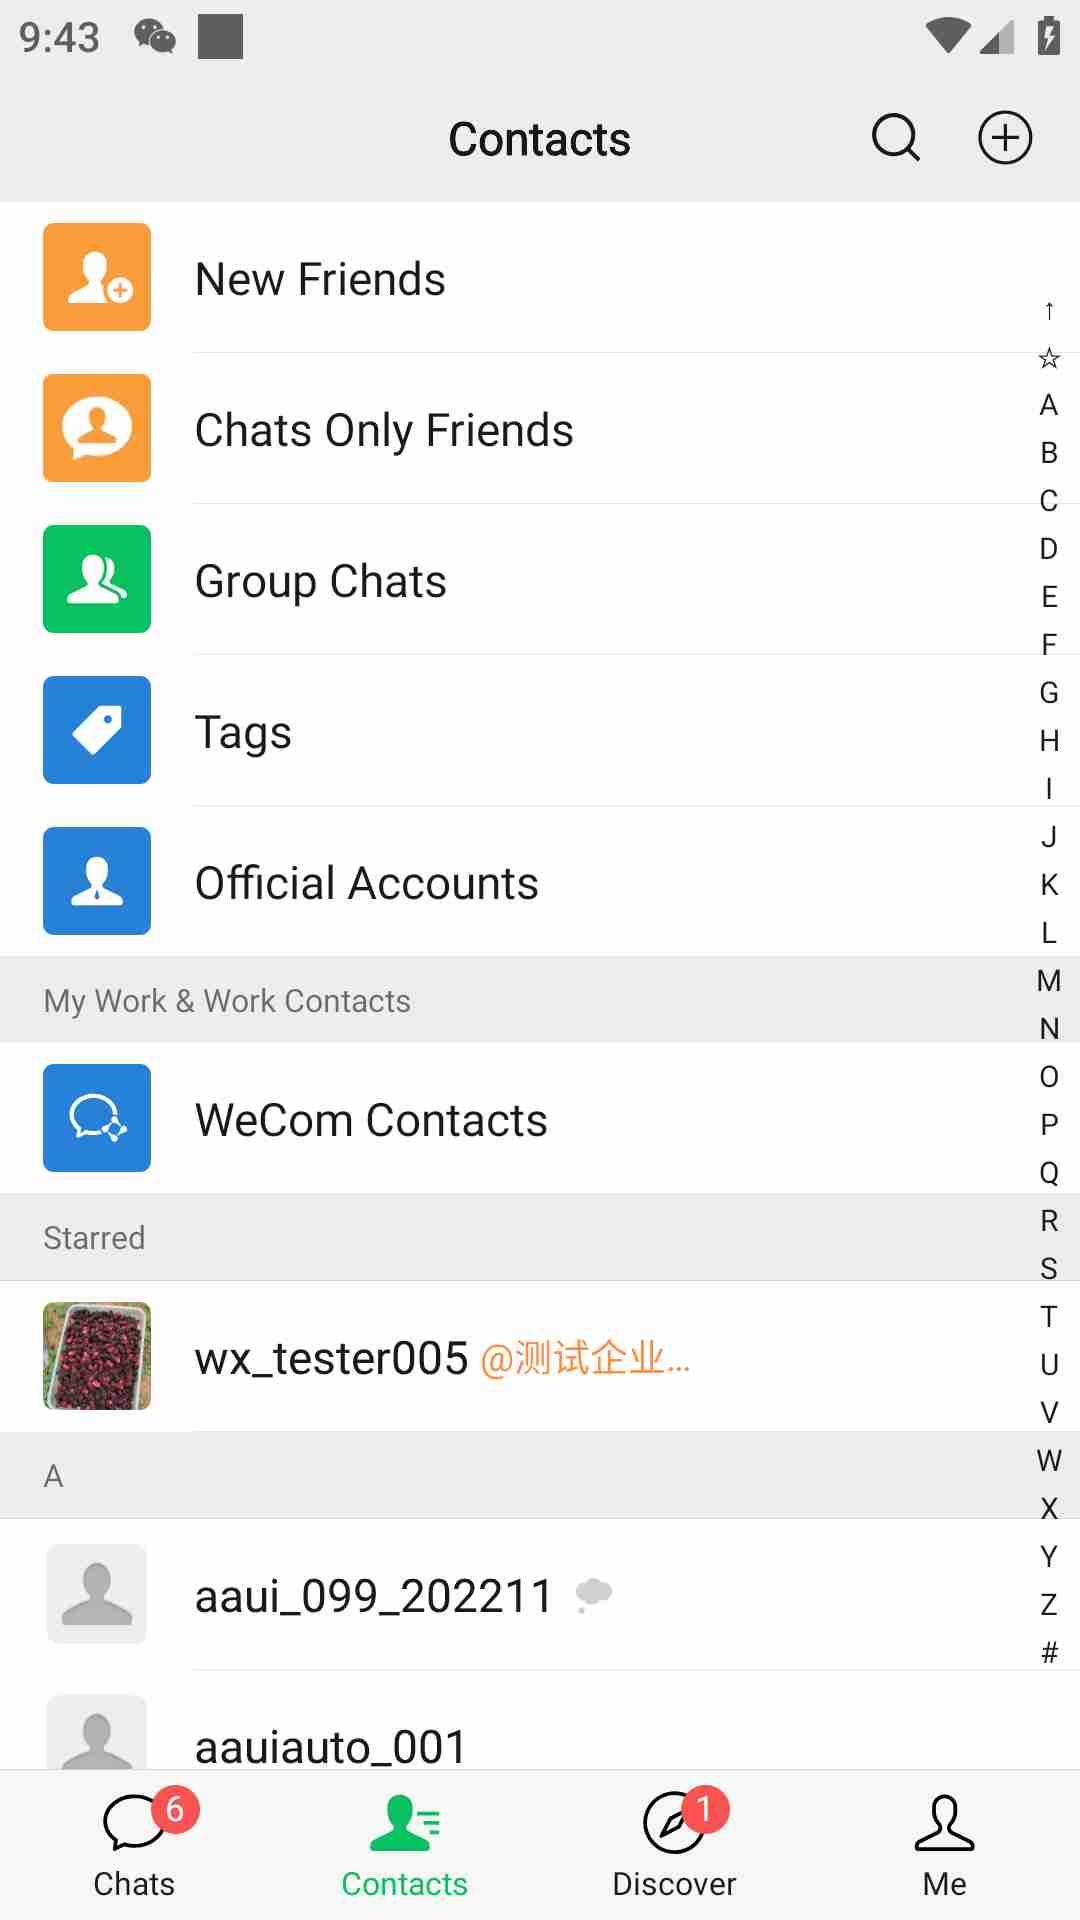 9:43
Contacts
New Friends
Chats Only Friends
Group Chats
Tags
Official Accounts
My Work & Work Contacts
WeCom Contacts
Starred
wx_tester005 @测试企业...
A
aaui_099_202211
aauiauto_001
↑
☆
A
B
C
D
E
F
G
H
I
J
K
L
M
N
O
P
Q
R
S
T
U
V
W
X
Y
Z
#
6
1
Chats
Contacts
Discover
Me